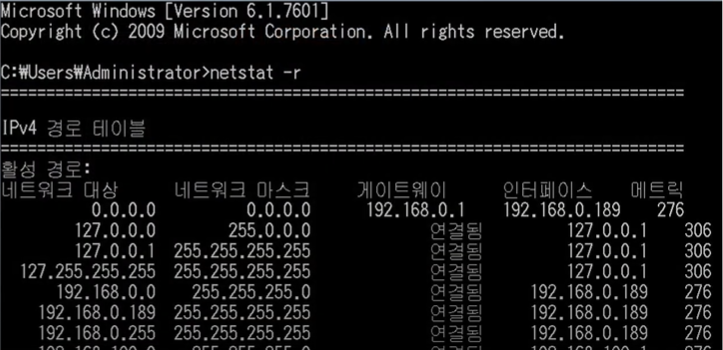 Microsoft Windows [Version 6.1.7601]
Copyright (c) 2009 Microsoft Corporation. All rights reserved.
C:₩Users₩Administrator>netstat -r
===========================================================================
IPv4 경로 테이블
===========================================================================
활성 경로:
네트워크 대상 네트워크 마스크 게이트웨이 인터페이스 메트릭
0.0.0.0 0.0.0.0 192.168.0.1 192.168.0.189 276
127.0.0.0 255.0.0.0 연결됨 127.0.0.1 306
127.0.0.1 255.255.255.255 연결됨 127.0.0.1 306
127.255.255.255 255.255.255.255 연결됨 127.0.0.1 306
192.168.0.0 255.255.255.0 연결됨 192.168.0.189 276
192.168.0.189 255.255.255.255 연결됨 192.168.0.189 276
192.168.0.255 255.255.255.255 연결됨 192.168.0.189 276